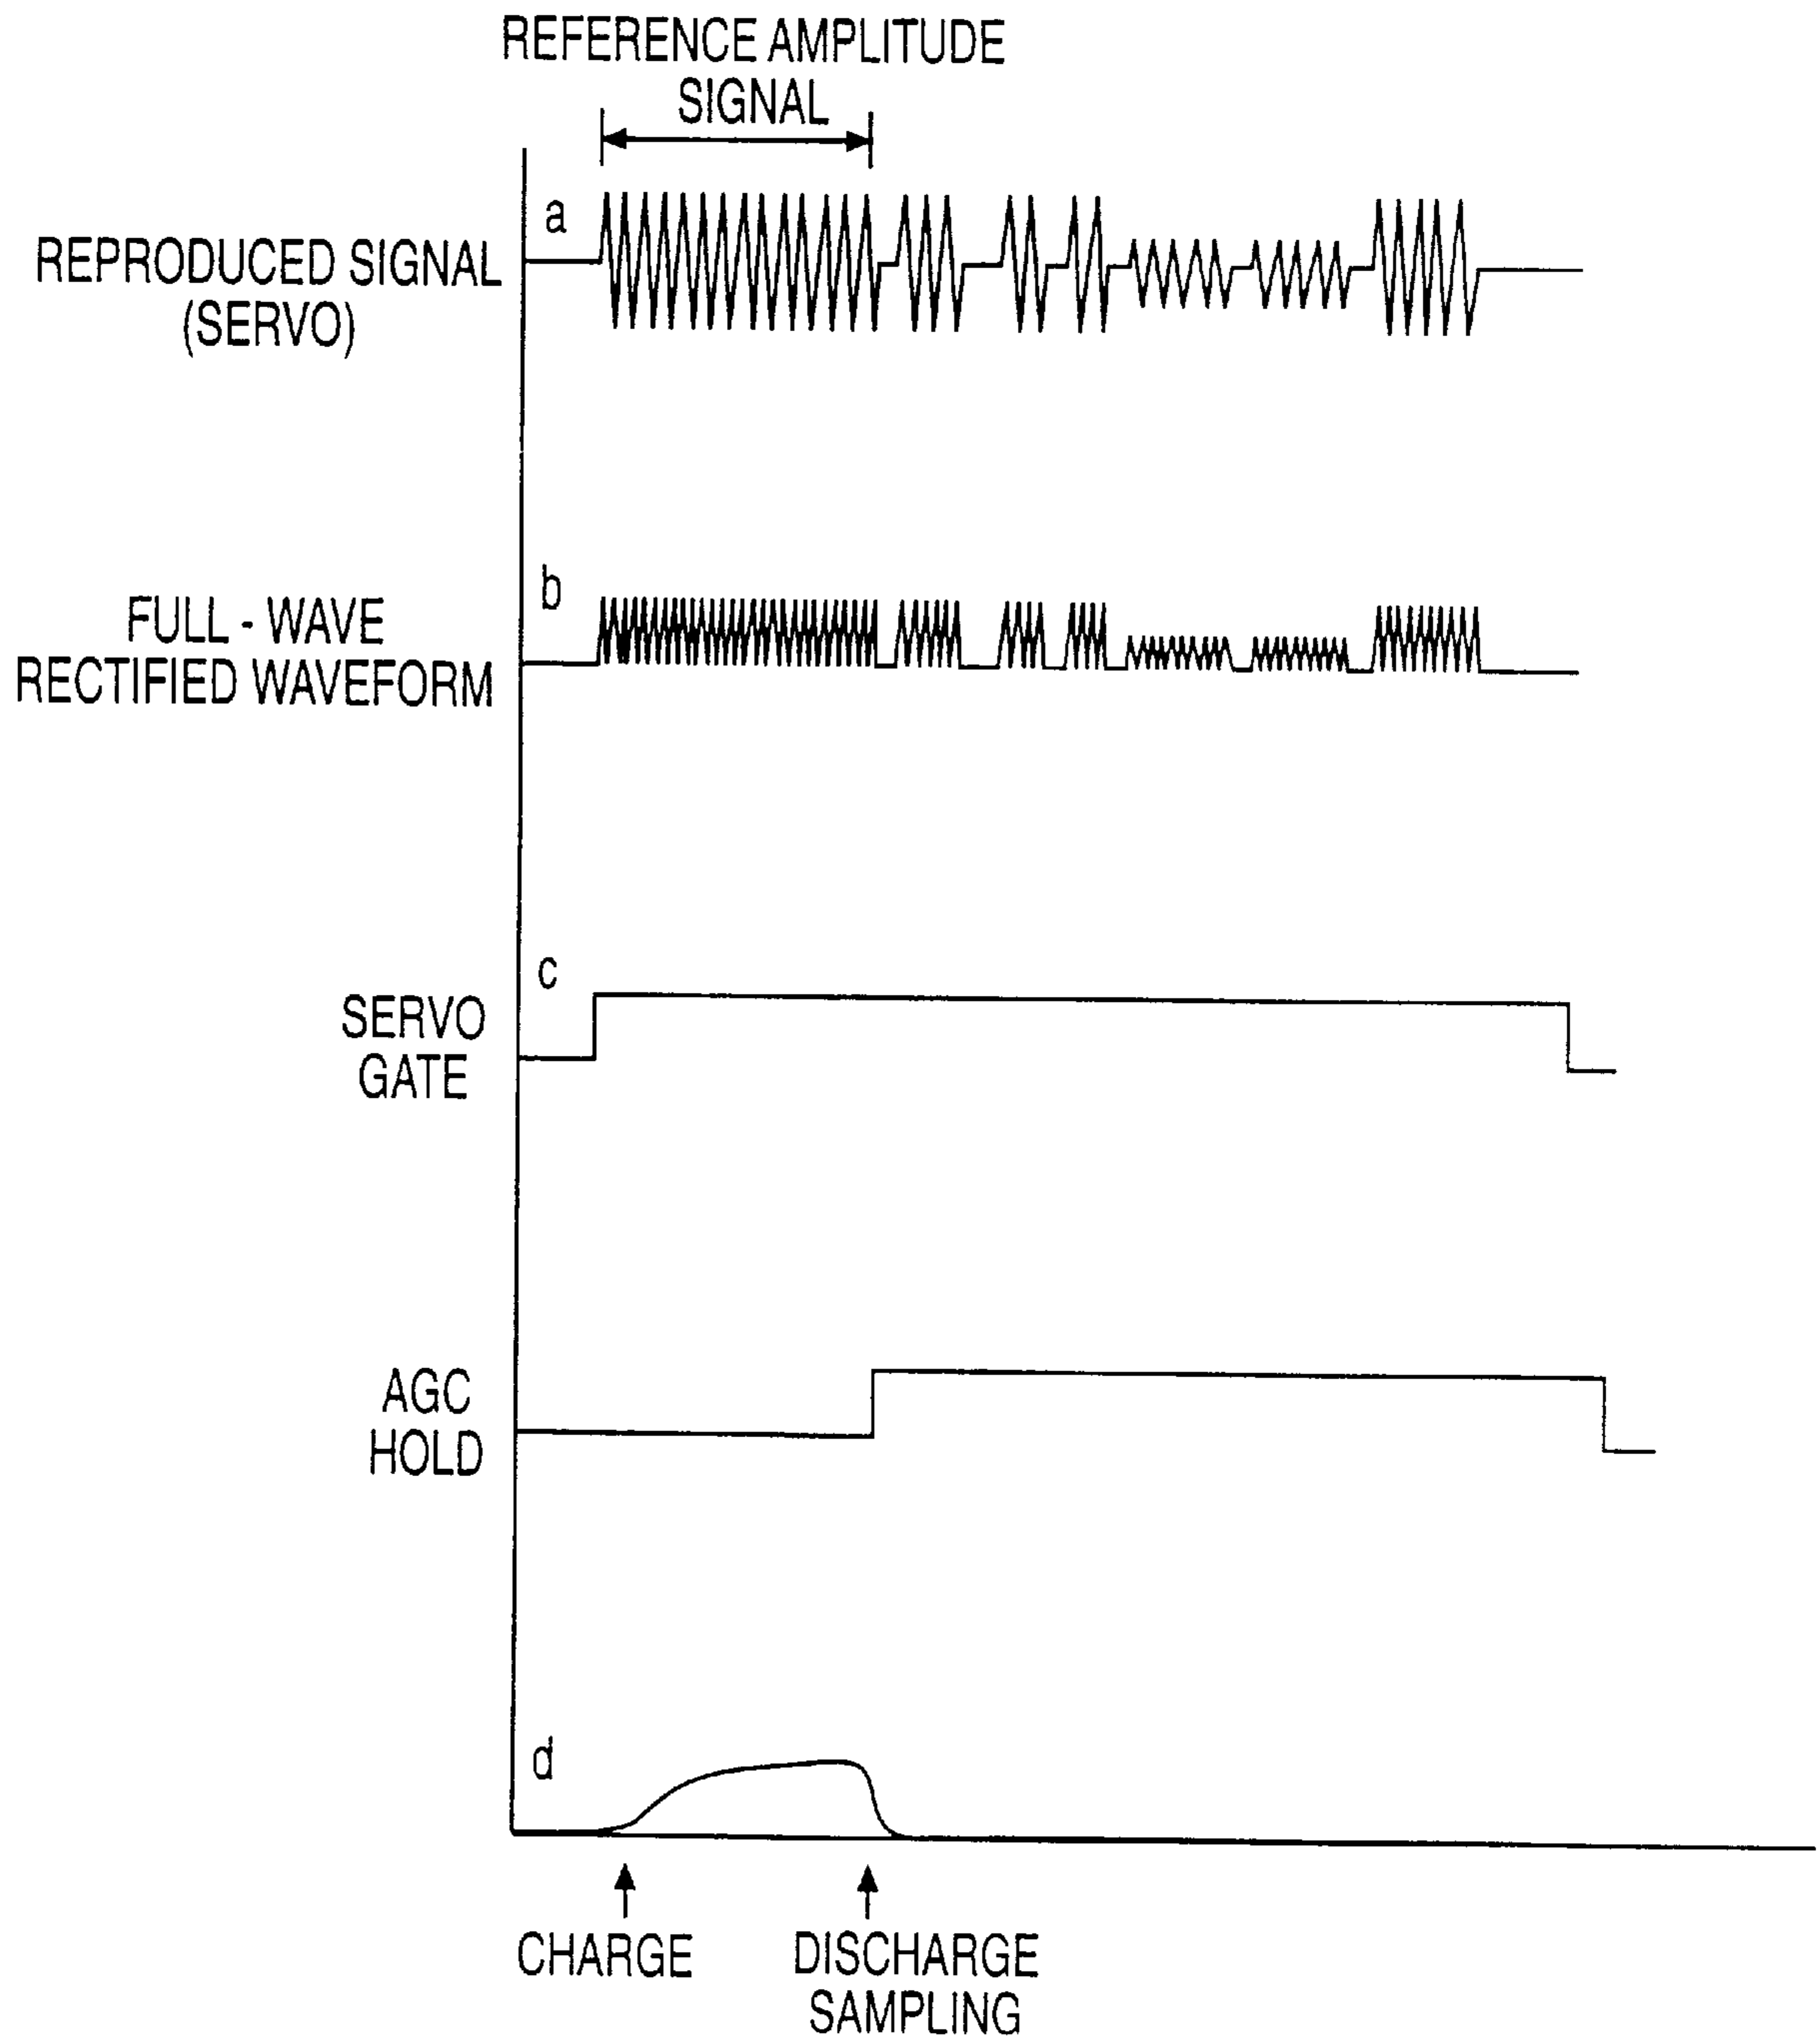 REFERENCE AMPLITUDE
SIGNAL
a
REPRODUCED SIGNAL
(SERVO)
b
FULL - WAVE
RECTIFIED WAVEFORM
c
SERVO
GATE
AGC
HOLD
d
CHARGE
DISCHARGE
SAMPLING